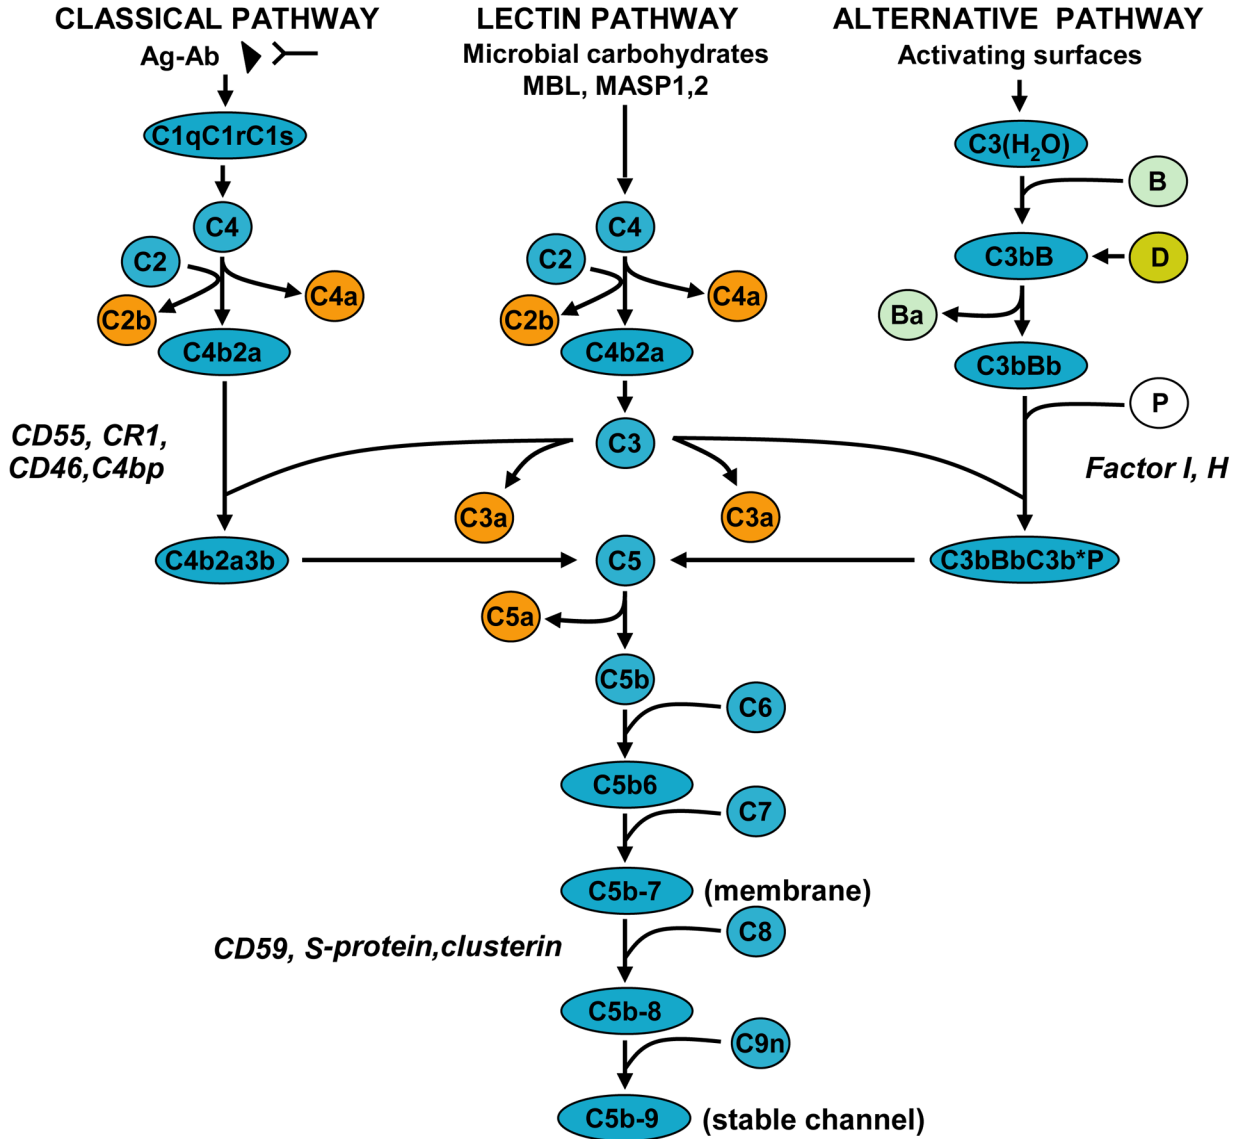 CLASSICAL PATHWAY
Ag-Ab
C1qC1rC1s
C4
C2
C4a
C2b
C4b2a
CD55, CR1,
CD46,C4bp
C4b2a3b
LECTIN PATHWAY
Microbial carbohydrates
MBL, MASP1,2
C4
C2
C4a
C2b
C4b2a
C3
C3a
C3a
ALTERNATIVE PATHWAY
Activating surfaces
C3(H₂O)
B
C3bB
D
Ba
C3bBb
P
Factor I, H
C3bBbC3b*P
C5
C5a
C5b
C6
C5b6
C7
C5b-7 (membrane)
C8
CD59, S-protein,clusterin
C5b-8
C9n
C5b-9 (stable channel)